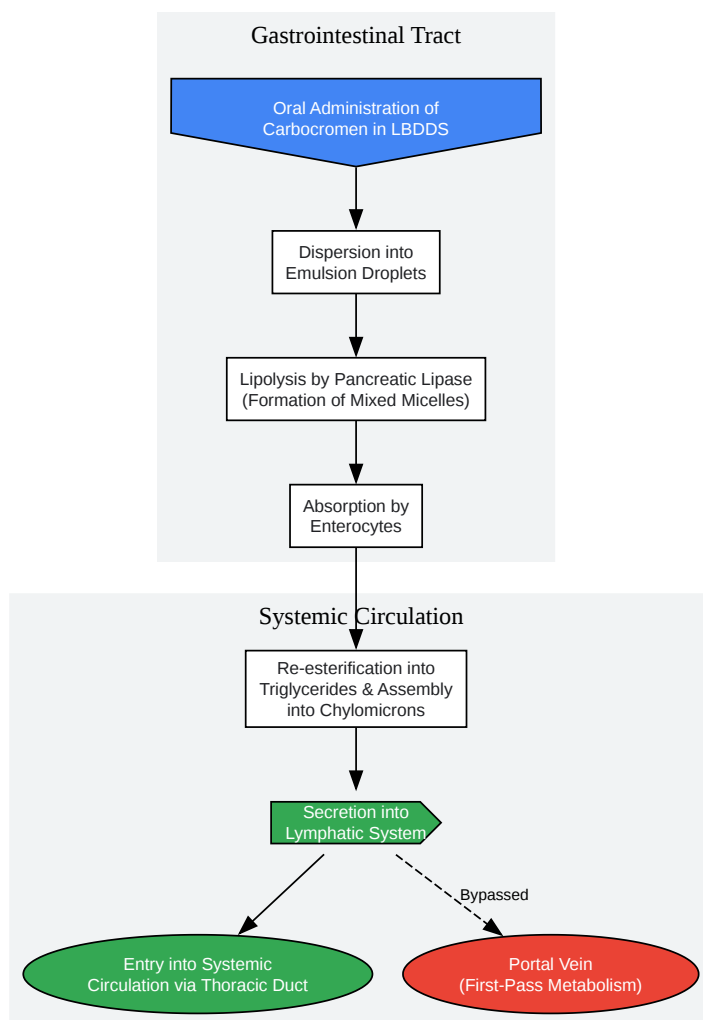 Gastrointestinal Tract
Oral Administration of
Carbocromen in LBDDS
Dispersion into
Emulsion Droplets
Lipolysis by Pancreatic Lipase
(Formation of Mixed Micelles)
Absorption by
Enterocytes
Systemic Circulation
Re-esterification into
Triglycerides & Assembly
into Chylomicrons
Secretion into
Lymphatic System
Bypassed
Entry into Systemic
Circulation via Thoracic Duct
Portal Vein
(First-Pass Metabolism)